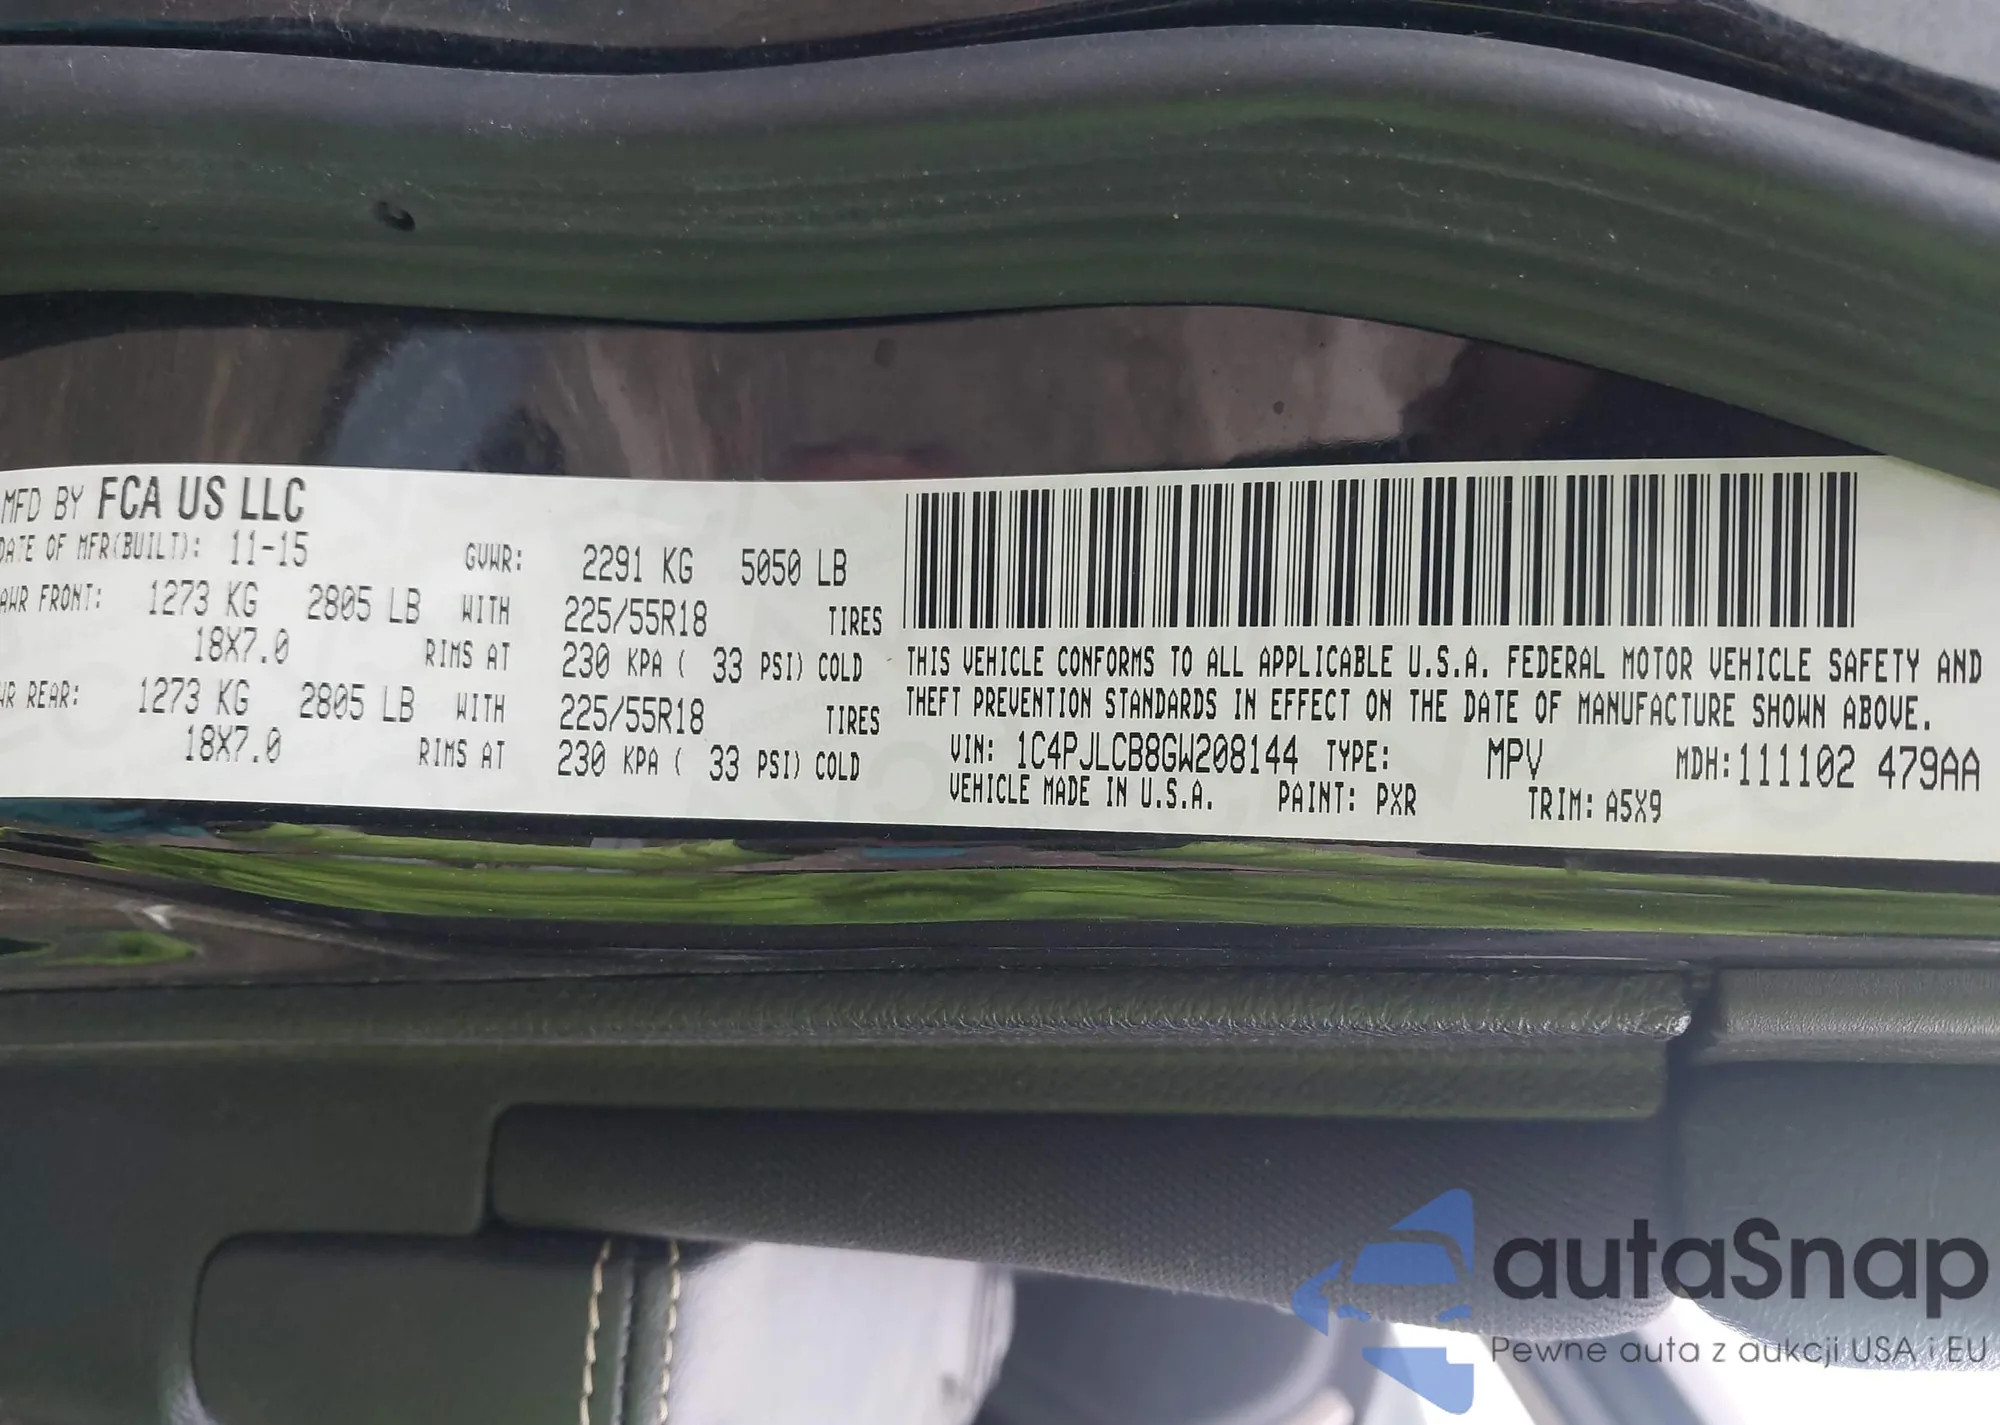 MFD BY FCA US LLC
DATE OF MFR(BUILT): 11-15 GVWR: 2291 KG 5050 LB
AWR FRONT: 1273 KG 2805 LB WITH 225/55R18 TIRES
18X7.0 RIMS AT 230 KPA ( 33 PSI) COLD
WR REAR: 1273 KG 2805 LB WITH 225/55R18 TIRES
18X7.0 RIMS AT 230 KPA ( 33 PSI) COLD
THIS VEHICLE CONFORMS TO ALL APPLICABLE U.S.A. FEDERAL MOTOR VEHICLE SAFETY AND
THEFT PREVENTION STANDARDS IN EFFECT ON THE DATE OF MANUFACTURE SHOWN ABOVE.
VIN: 1C4PJLCB8GW208144 TYPE: MPV MDH:111102 479AA
VEHICLE MADE IN U.S.A. PAINT: PXR TRIM: A5X9
autaSnap
Pewne auta z aukcji USA i EU